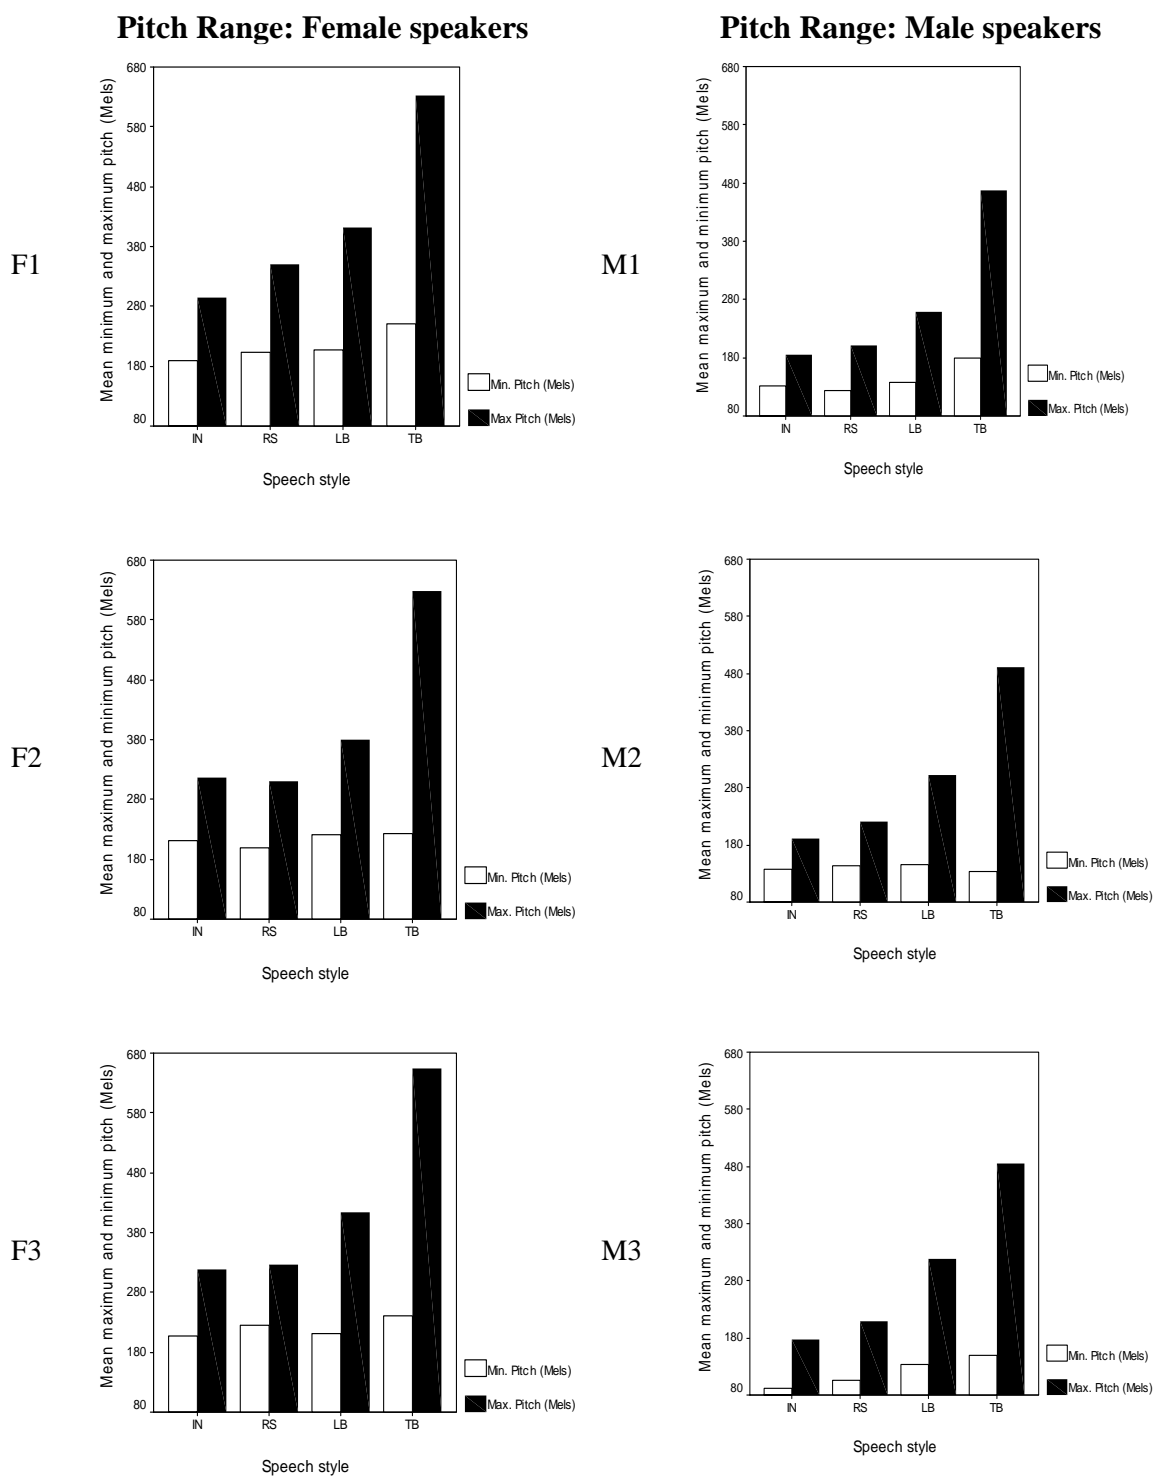 Pitch Range: Female speakers
Pitch Range: Male speakers
F1
Mean minimum and maximum pitch (Mels)
680
580
480
380
280
180
80
IN RS LB TB
Speech style
Min. Pitch (Mels)
Max Pitch (Mels)
M1
Mean maximum and minimum pitch (Mels)
680
580
480
380
280
180
80
IN RS LB TB
Speech style
Min. Pitch (Mels)
Max. Pitch (Mels)
F2
Mean maximum and minimum pitch (Mels)
680
580
480
380
280
180
80
IN RS LB TB
Speech style
Min. Pitch (Mels)
Max. Pitch (Mels)
M2
Mean maximum and minimum pitch (Mels)
680
580
480
380
280
180
80
IN RS LB TB
Speech style
Min. Pitch (Mels)
Max. Pitch (Mels)
F3
Mean maximum and minimum pitch (Mels)
680
580
480
380
280
180
80
IN RS LB TB
Speech style
Min. Pitch (Mels)
Max. Pitch (Mels)
M3
Mean maximum and minimum pitch (Mels)
680
580
480
380
280
180
80
IN RS LB TB
Speech style
Min. Pitch (Mels)
Max. Pitch (Mels)